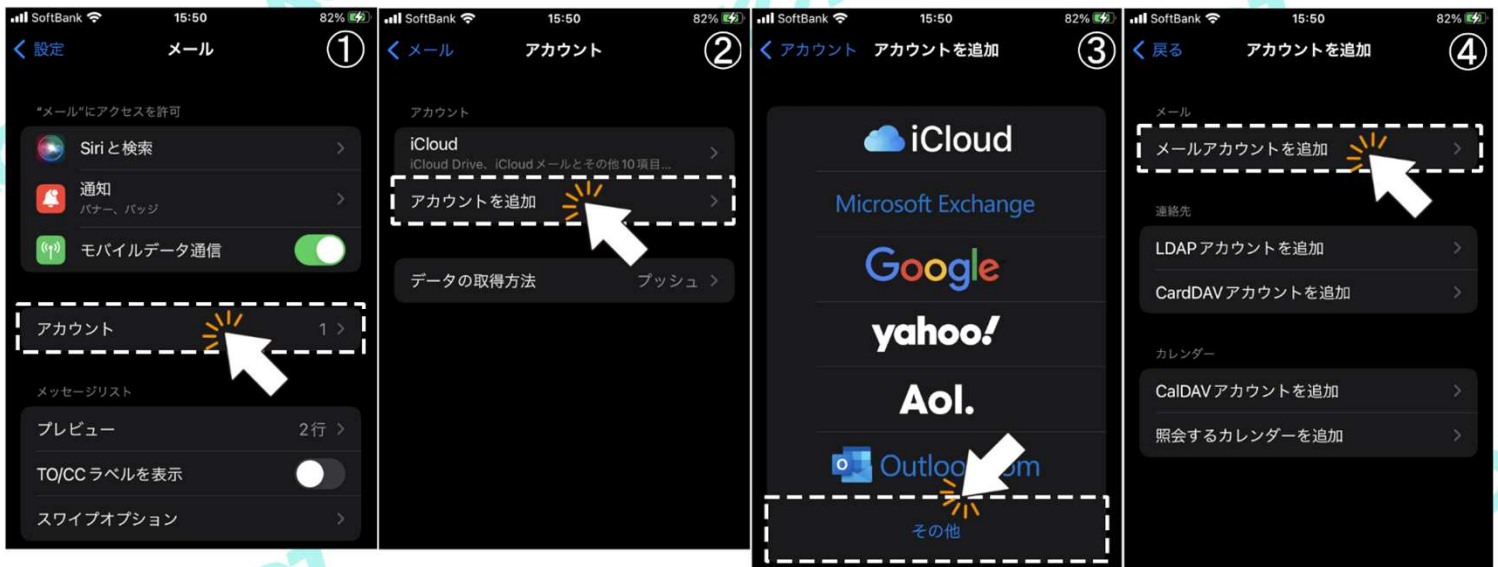 SoftBank 15:50 82%
設定 メール ①
“メール”にアクセスを許可
Siriと検索
通知
バナー、バッジ
モバイルデータ通信
アカウント 1
メッセージリスト
プレビュー 2行
TO/CCラベルを表示
スワイプオプション
SoftBank 15:50 82%
メール アカウント ②
アカウント
iCloud
iCloud Drive、iCloudメールとその他10項目...
アカウントを追加
データの取得方法 プッシュ
SoftBank 15:50 82%
アカウント アカウントを追加 ③
iCloud
Microsoft Exchange
Google
yahoo!
Aol.
Outlook.com
その他
SoftBank 15:50 82%
戻る アカウントを追加 ④
メール
メールアカウントを追加
連絡先
LDAPアカウントを追加
CardDAVアカウントを追加
カレンダー
CalDAVアカウントを追加
照会するカレンダーを追加